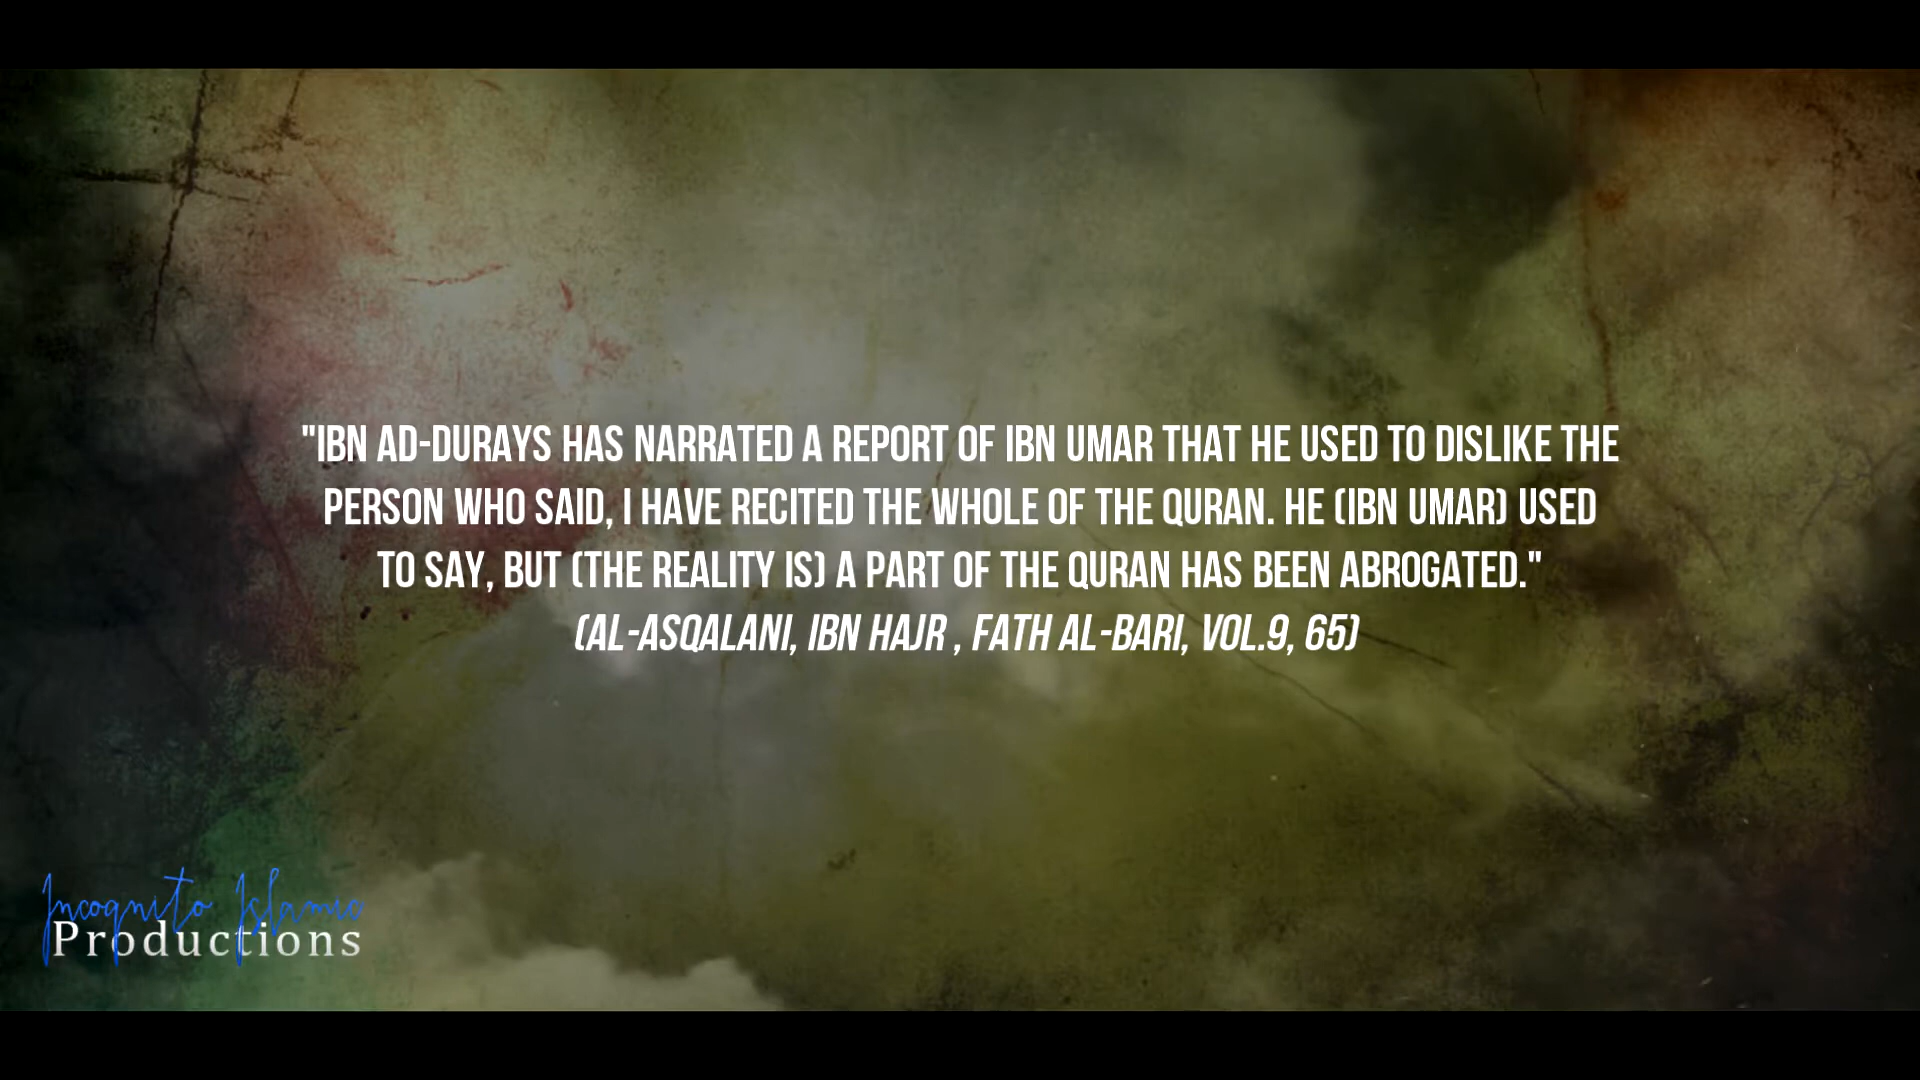 "IBN AD-DURAYS HAS NARRATED A REPORT OF IBN UMAR THAT HE USED TO DISLIKE THE
PERSON WHO SAID, I HAVE RECITED THE WHOLE OF THE QURAN. HE (IBN UMAR) USED
TO SAY, BUT (THE REALITY IS) A PART OF THE QURAN HAS BEEN ABROGATED."
(AL-ASQALANI, IBN HAJR , FATH AL-BARI, VOL.9, 65)
Incognito Islamic
Productions